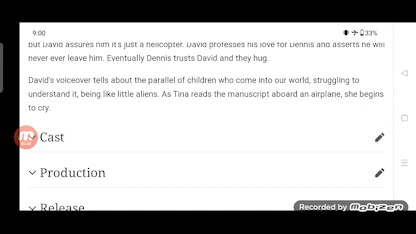 9:00
33%
but David assures him it's just a helicopter. David professes his love for Dennis and asserts he will
never ever leave him. Eventually Dennis trusts David and they hug.
David's voiceover tells about the parallel of children who come into our world, struggling to
understand it, being like little aliens. As Tina reads the manuscript aboard an airplane, she begins
to cry.
Cast
Production
Release
Recorded by Mobizen